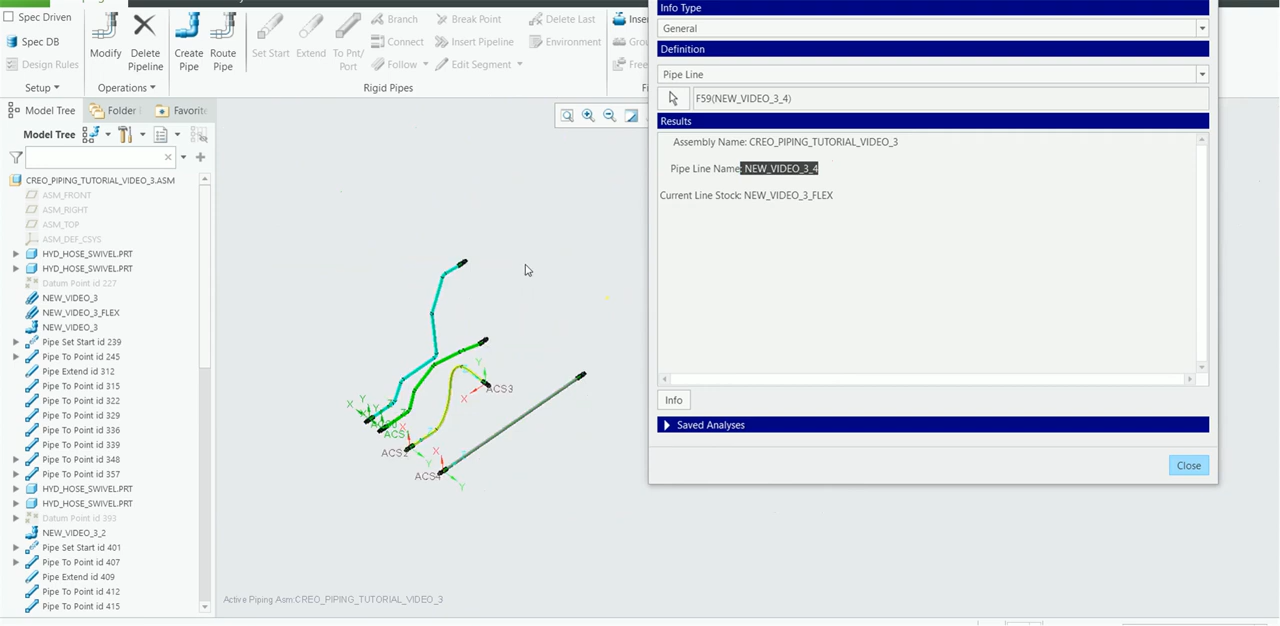 Spec Driven
Spec DB
Design Rules
Setup
Modify
Delete Pipeline
Operations
Create Pipe
Route Pipe
Set Start
Extend
To Pnt/ Port
Branch
Connect
Follow
Break Point
Insert Pipeline
Edit Segment
Delete Last
Environment
Rigid Pipes
Model Tree
Folder
Favorite
Model Tree
CREO_PIPING_TUTORIAL_VIDEO_3.ASM
ASM_FRONT
ASM_RIGHT
ASM_TOP
ASM_DEF_CSYS
HYD_HOSE_SWIVEL.PRT
HYD_HOSE_SWIVEL.PRT
Datum Point id 227
NEW_VIDEO_3
NEW_VIDEO_3_FLEX
NEW_VIDEO_3
Pipe Set Start id 239
Pipe To Point id 245
Pipe Extend id 312
Pipe To Point id 315
Pipe To Point id 322
Pipe To Point id 329
Pipe To Point id 336
Pipe To Point id 339
Pipe To Point id 348
Pipe To Point id 357
HYD_HOSE_SWIVEL.PRT
HYD_HOSE_SWIVEL.PRT
Datum Point id 393
NEW_VIDEO_3_2
Pipe Set Start id 401
Pipe To Point id 407
Pipe Extend id 409
Pipe To Point id 412
Pipe To Point id 415
ACS3
ACS1
ACS2
X
Y
Active Piping Asm:CREO_PIPING_TUTORIAL_VIDEO_3
Info Type
General
Definition
Pipe Line
F59(NEW_VIDEO_3_4)
Results
Assembly Name: CREO_PIPING_TUTORIAL_VIDEO_3
Pipe Line Name: NEW_VIDEO_3_4
Current Line Stock: NEW_VIDEO_3_FLEX
Info
Saved Analyses
Close